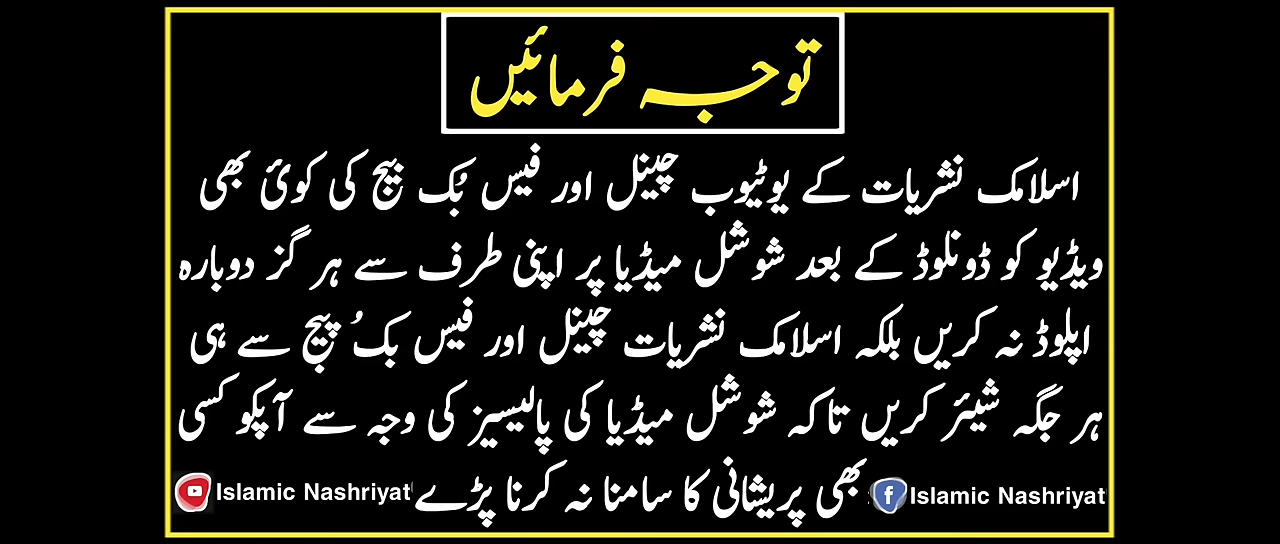 توجہ فرمائیں
اسلامک نشریات کے یوٹیوب چینل اور فیس بُک پیج کی کوئ بھی
ویڈیو کو ڈونلوڈ کے بعد شوشل میڈیا پر اپنی طرف سے ہر گز دوبارہ
اپلوڈ نہ کریں بلکہ اسلامک نشریات چینل اور فیس بکُ پیج سے ہی
ہر جگہ شیئر کریں تاکہ شوشل میڈیا کی پالیسیز کی وجہ سے آپکو کسی
بھی پریشانی کا سامنا نہ کرنا پڑے
Islamic Nashriyat
Islamic Nashriyat